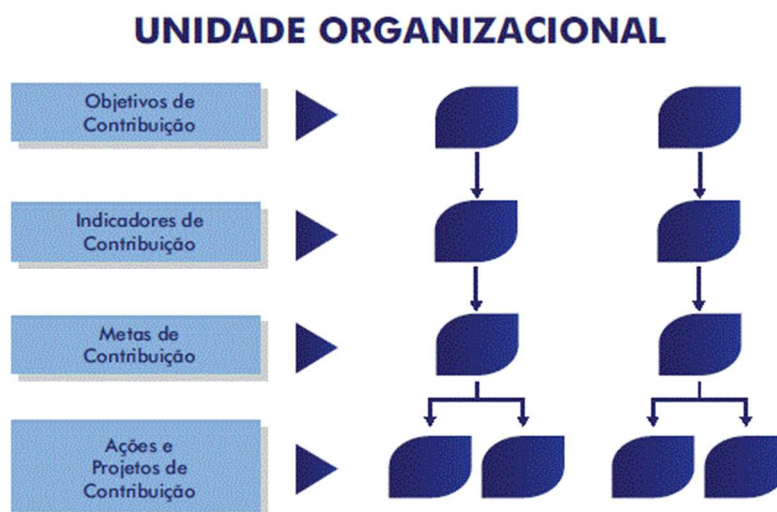 UNIDADE ORGANIZACIONAL
Objetivos de
Contribuição
Indicadores de
Contribuição
Metas de
Contribuição
Ações e
Projetos de
Contribuição